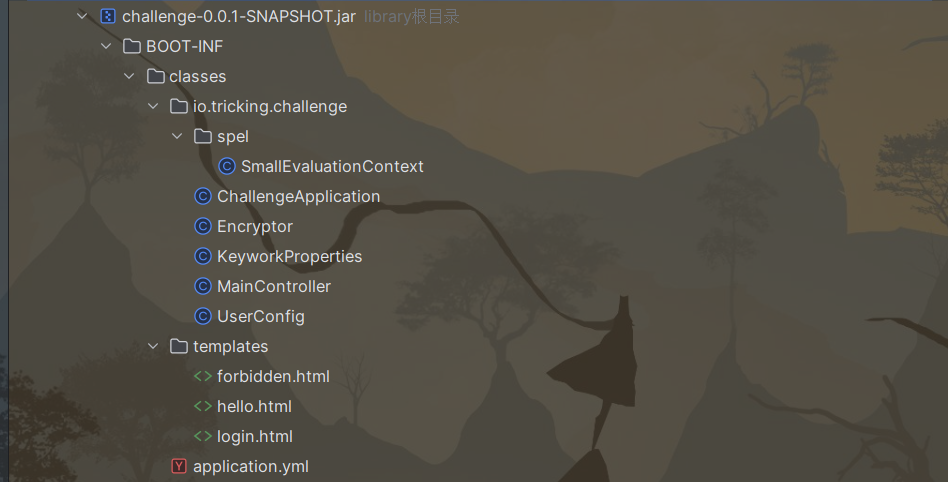 challenge-0.0.1-SNAPSHOT.jar library根目录
BOOT-INF
classes
io.tricking.challenge
spel
SmallEvaluationContext
ChallengeApplication
Encryptor
KeyworkProperties
MainController
UserConfig
templates
forbidden.html
hello.html
login.html
application.yml